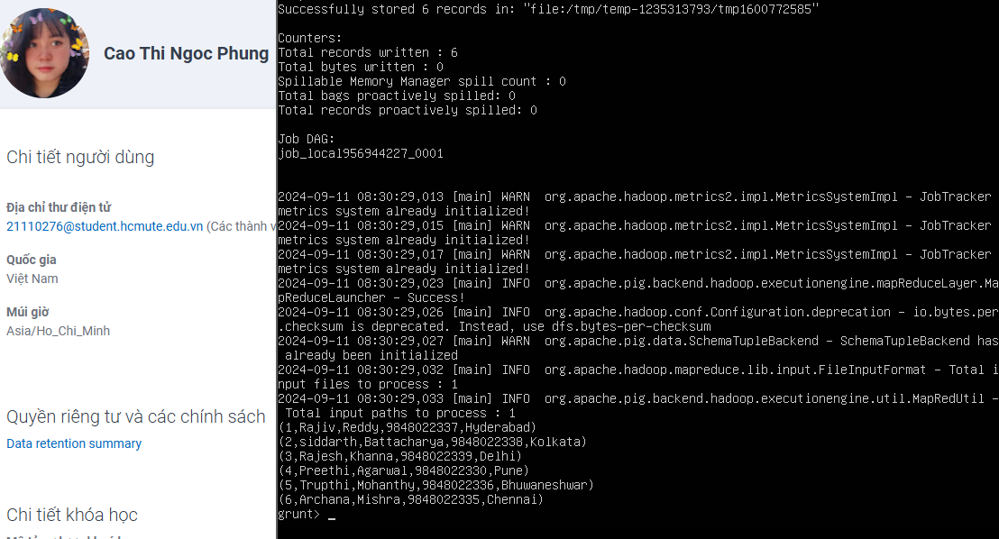 Cao Thi Ngoc Phung
Chi tiết người dùng
Địa chỉ thư điện tử
21110276@student.hcmute.edu.vn (Các thành v
Quốc gia
Việt Nam
Múi giờ
Asia/Ho_Chi_Minh
Quyền riêng tư và các chính sách
Data retention summary
Chi tiết khóa học
Successfully stored 6 records in: "file:/tmp/temp-1235313793/tmp1600772585"
Counters:
Total records written : 6
Total bytes written : 0
Spillable Memory Manager spill count : 0
Total bags proactively spilled: 0
Total records proactively spilled: 0
Job DAG:
job_local956944227_0001
2024-09-11 08:30:29,013 [main] WARN  org.apache.hadoop.metrics2.impl.MetricsSystemImpl - JobTracker
metrics system already initialized!
2024-09-11 08:30:29,015 [main] WARN  org.apache.hadoop.metrics2.impl.MetricsSystemImpl - JobTracker
metrics system already initialized!
2024-09-11 08:30:29,017 [main] WARN  org.apache.hadoop.metrics2.impl.MetricsSystemImpl - JobTracker
metrics system already initialized!
2024-09-11 08:30:29,023 [main] INFO  org.apache.pig.backend.hadoop.executionengine.mapReduceLayer.Ma
pReduceLauncher - Success!
2024-09-11 08:30:29,026 [main] INFO  org.apache.hadoop.conf.Configuration.deprecation - io.bytes.per
.checksum is deprecated. Instead, use dfs.bytes-per-checksum
2024-09-11 08:30:29,027 [main] WARN  org.apache.pig.data.SchemaTupleBackend - SchemaTupleBackend has
already been initialized
2024-09-11 08:30:29,032 [main] INFO  org.apache.hadoop.mapreduce.lib.input.FileInputFormat - Total i
nput files to process : 1
2024-09-11 08:30:29,033 [main] INFO  org.apache.pig.backend.hadoop.executionengine.util.MapRedUtil -
Total input paths to process : 1
(1,Rajiv,Reddy,9848022337,Hyderabad)
(2,siddarth,Battacharya,9848022338,Kolkata)
(3,Rajesh,Khanna,9848022339,Delhi)
(4,Preethi,Agarwal,9848022330,Pune)
(5,Trupthi,Mohanthy,9848022336,Bhuwaneshwar)
(6,Archana,Mishra,9848022335,Chennai)
grunt> _